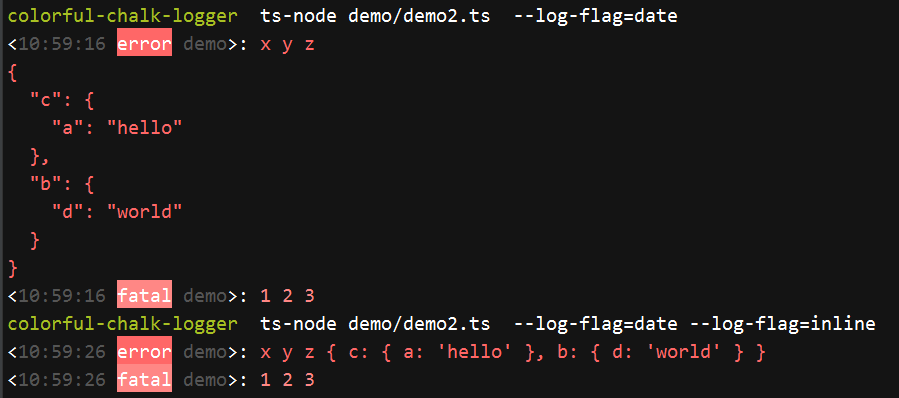 colorful-chalk-logger  ts-node demo/demo2.ts  --log-flag=date
<10:59:16 error demo>: x y z
{
  "c": {
    "a": "hello"
  },
  "b": {
    "d": "world"
  }
}
<10:59:16 fatal demo>: 1 2 3
colorful-chalk-logger  ts-node demo/demo2.ts  --log-flag=date --log-flag=inline
<10:59:26 error demo>: x y z { c: { a: 'hello' }, b: { d: 'world' } }
<10:59:26 fatal demo>: 1 2 3